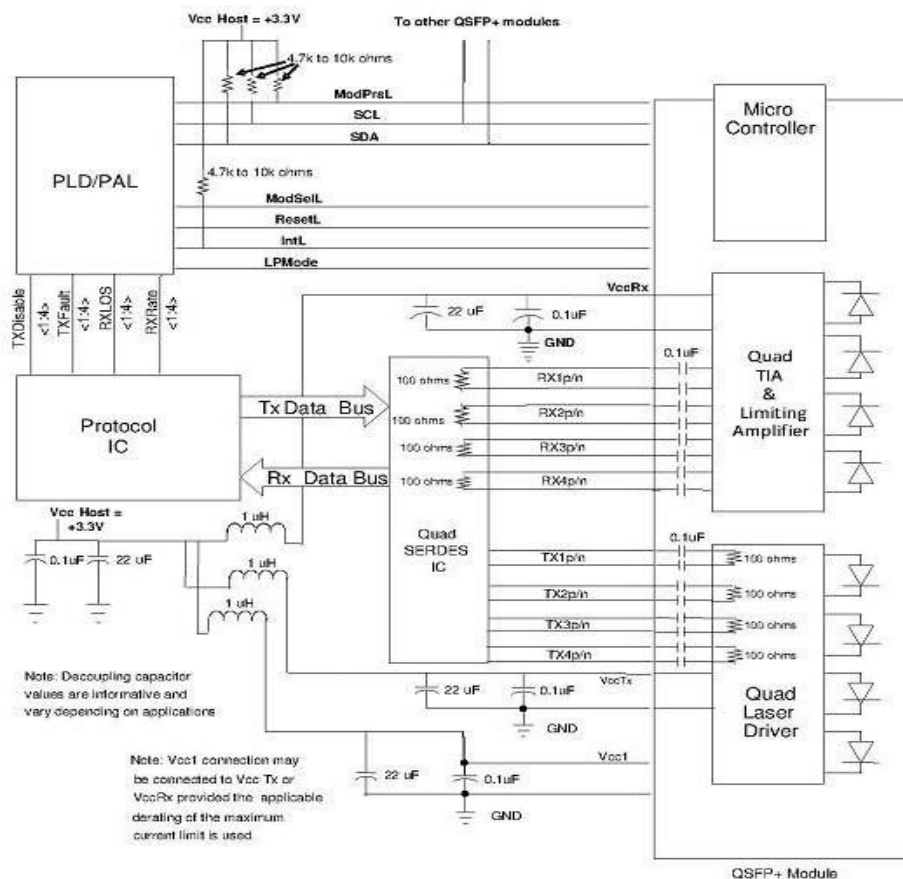 Vcc Host = +3.3V
To other QSFP+ modules
4.7k to 10k ohms
ModPrsL
SCL
SDA
Micro
Controller
PLD/PAL
4.7k to 10k ohms
ModSelL
ResetL
IntL
LPMode
TXDisable
<1:4>
TXFault
<1:4>
RXLOS
<1:4>
RXRate
<1:4>
VccRx
22 uF
0.1uF
GND
0.1uF
Quad
TIA
&
Limiting
Amplifier
100 ohms
RX1p/n
100 ohms
RX2p/n
100 ohms
RX3p/n
100 ohms
RX4p/n
Protocol
IC
Tx Data Bus
Rx Data Bus
Quad
SERDES
IC
Vcc Host =
+3.3V
0.1uF
22 uF
1 uH
1 uH
1 uH
0.1uF
TX1p/n
100 ohms
TX2p/n
100 ohms
TX3p/n
100 ohms
TX4p/n
100 ohms
VccTx
22 uF
0.1uF
GND
Quad
Laser
Driver
Note: Decoupling capacitor
values are informative and
vary depending on applications
Vcc1
22 uF
0.1uF
GND
Note: Vcc1 connection may
be connected to Vcc Tx or
VccRx provided the applicable
derating of the maximum
current limit is used
QSFP+ Module